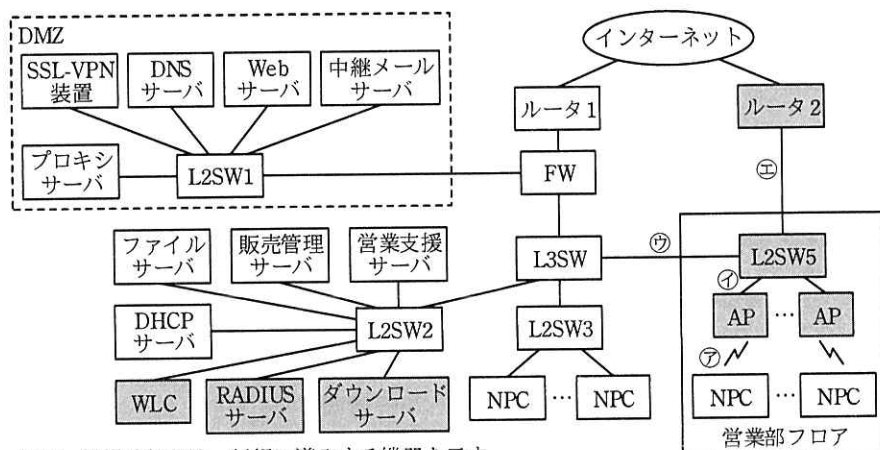 DMZ
SSL-VPN
装置
DNS
サーバ
Web
サーバ
中継メール
サーバ
プロキシ
サーバ
L2SW1
インターネット
ルータ1
ルータ2
FW
㋓
ファイル
サーバ
販売管理
サーバ
営業支援
サーバ
L3SW
㋒
L2SW5
㋑
DHCP
サーバ
L2SW2
L2SW3
AP
…
AP
㋐
WLC
RADIUS
サーバ
ダウンロード
サーバ
NPC
…
NPC
NPC
…
NPC
営業部フロア